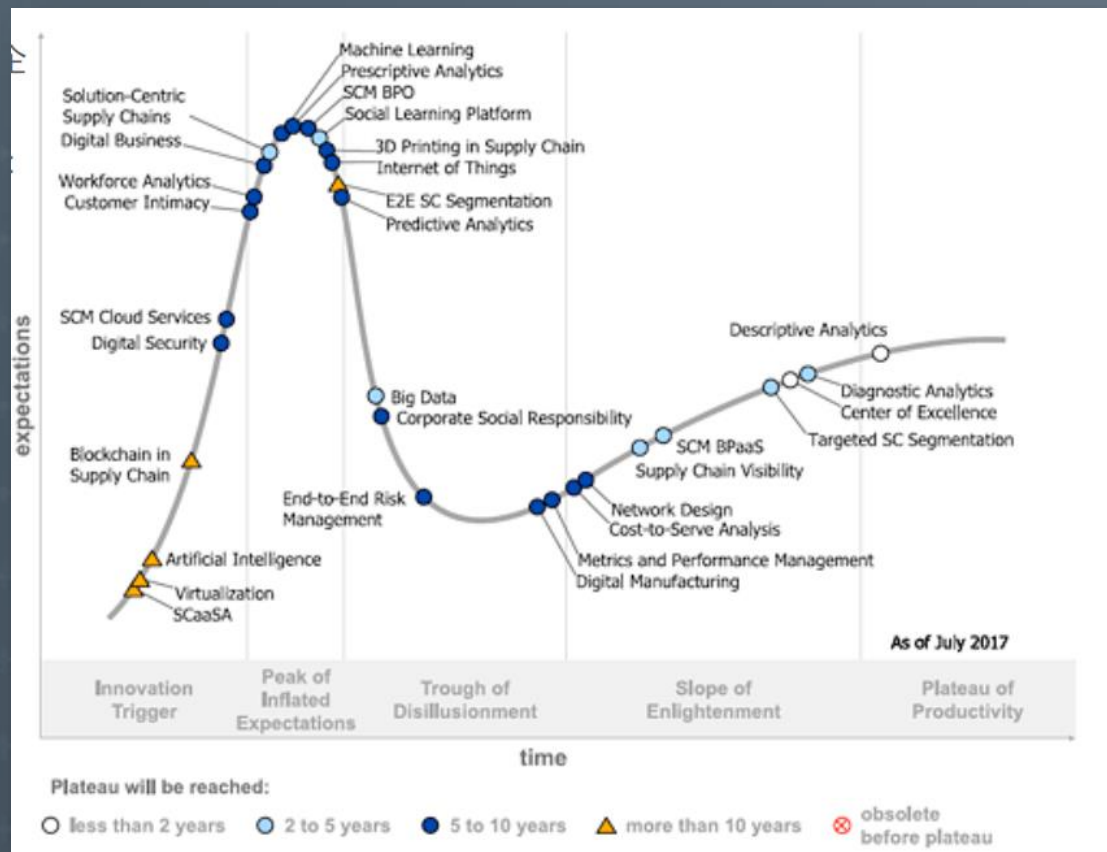 Machine Learning
Prescriptive Analytics
SCM BPO
Social Learning Platform
3D Printing in Supply Chain
Internet of Things
E2E SC Segmentation
Predictive Analytics
Solution-Centric
Supply Chains
Digital Business
Workforce Analytics
Customer Intimacy
SCM Cloud Services
Digital Security
Blockchain in
Supply Chain
Artificial Intelligence
Virtualization
SCaaSA
Big Data
Corporate Social Responsibility
End-to-End Risk
Management
Descriptive Analytics
Diagnostic Analytics
Center of Excellence
Targeted SC Segmentation
SCM BPaaS
Supply Chain Visibility
Network Design
Cost-to-Serve Analysis
Metrics and Performance Management
Digital Manufacturing
As of July 2017
expectations
Innovation
Trigger
Peak of
Inflated
Expectations
Trough of
Disillusionment
Slope of
Enlightenment
Plateau of
Productivity
time
Plateau will be reached:
less than 2 years
2 to 5 years
5 to 10 years
more than 10 years
obsolete
before plateau